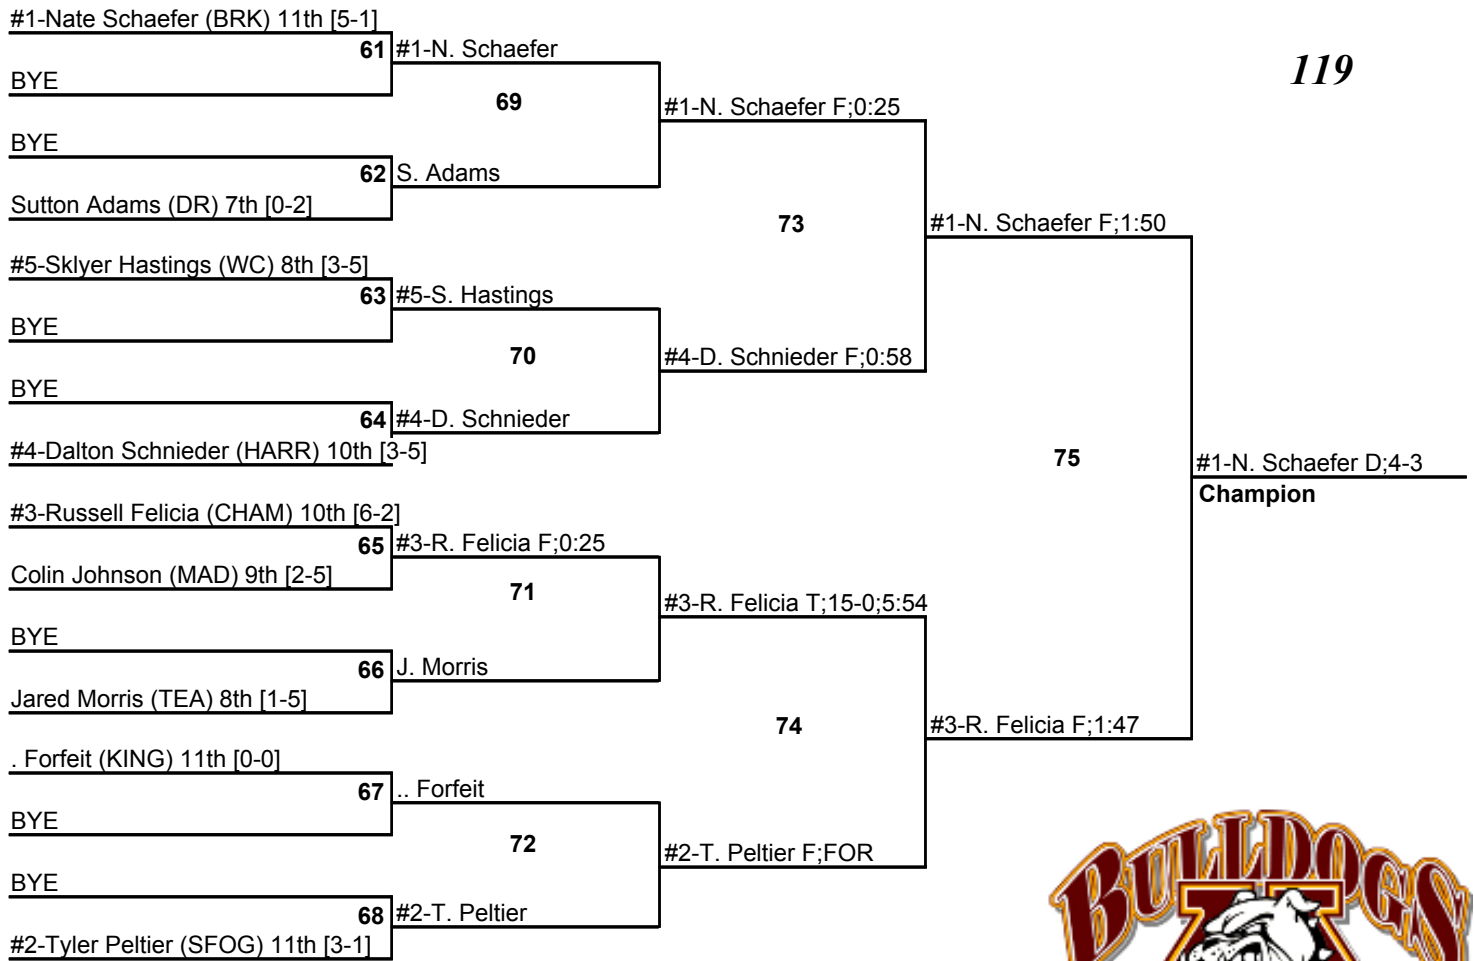 #1-Nate Schaefer (BRK) 11th [5-1]
61 #1-N. Schaefer
119
BYE
69
#1-N. Schaefer F;0:25
BYE
62 S. Adams
Sutton Adams (DR) 7th [0-2]
73
#1-N. Schaefer F;1:50
#5-Sklyer Hastings (WC) 8th [3-5]
63 #5-S. Hastings
BYE
70
#4-D. Schnieder F;0:58
BYE
64 #4-D. Schnieder
#4-Dalton Schnieder (HARR) 10th [3-5]
75
#1-N. Schaefer D;4-3
Champion
#3-Russell Felicia (CHAM) 10th [6-2]
65 #3-R. Felicia F;0:25
Colin Johnson (MAD) 9th [2-5]
71
#3-R. Felicia T;15-0;5:54
BYE
66 J. Morris
Jared Morris (TEA) 8th [1-5]
74
#3-R. Felicia F;1:47
. Forfeit (KING) 11th [0-0]
67 .. Forfeit
BYE
72
#2-T. Peltier F;FOR
BYE
68 #2-T. Peltier
#2-Tyler Peltier (SFOG) 11th [3-1]
BULLDOGS